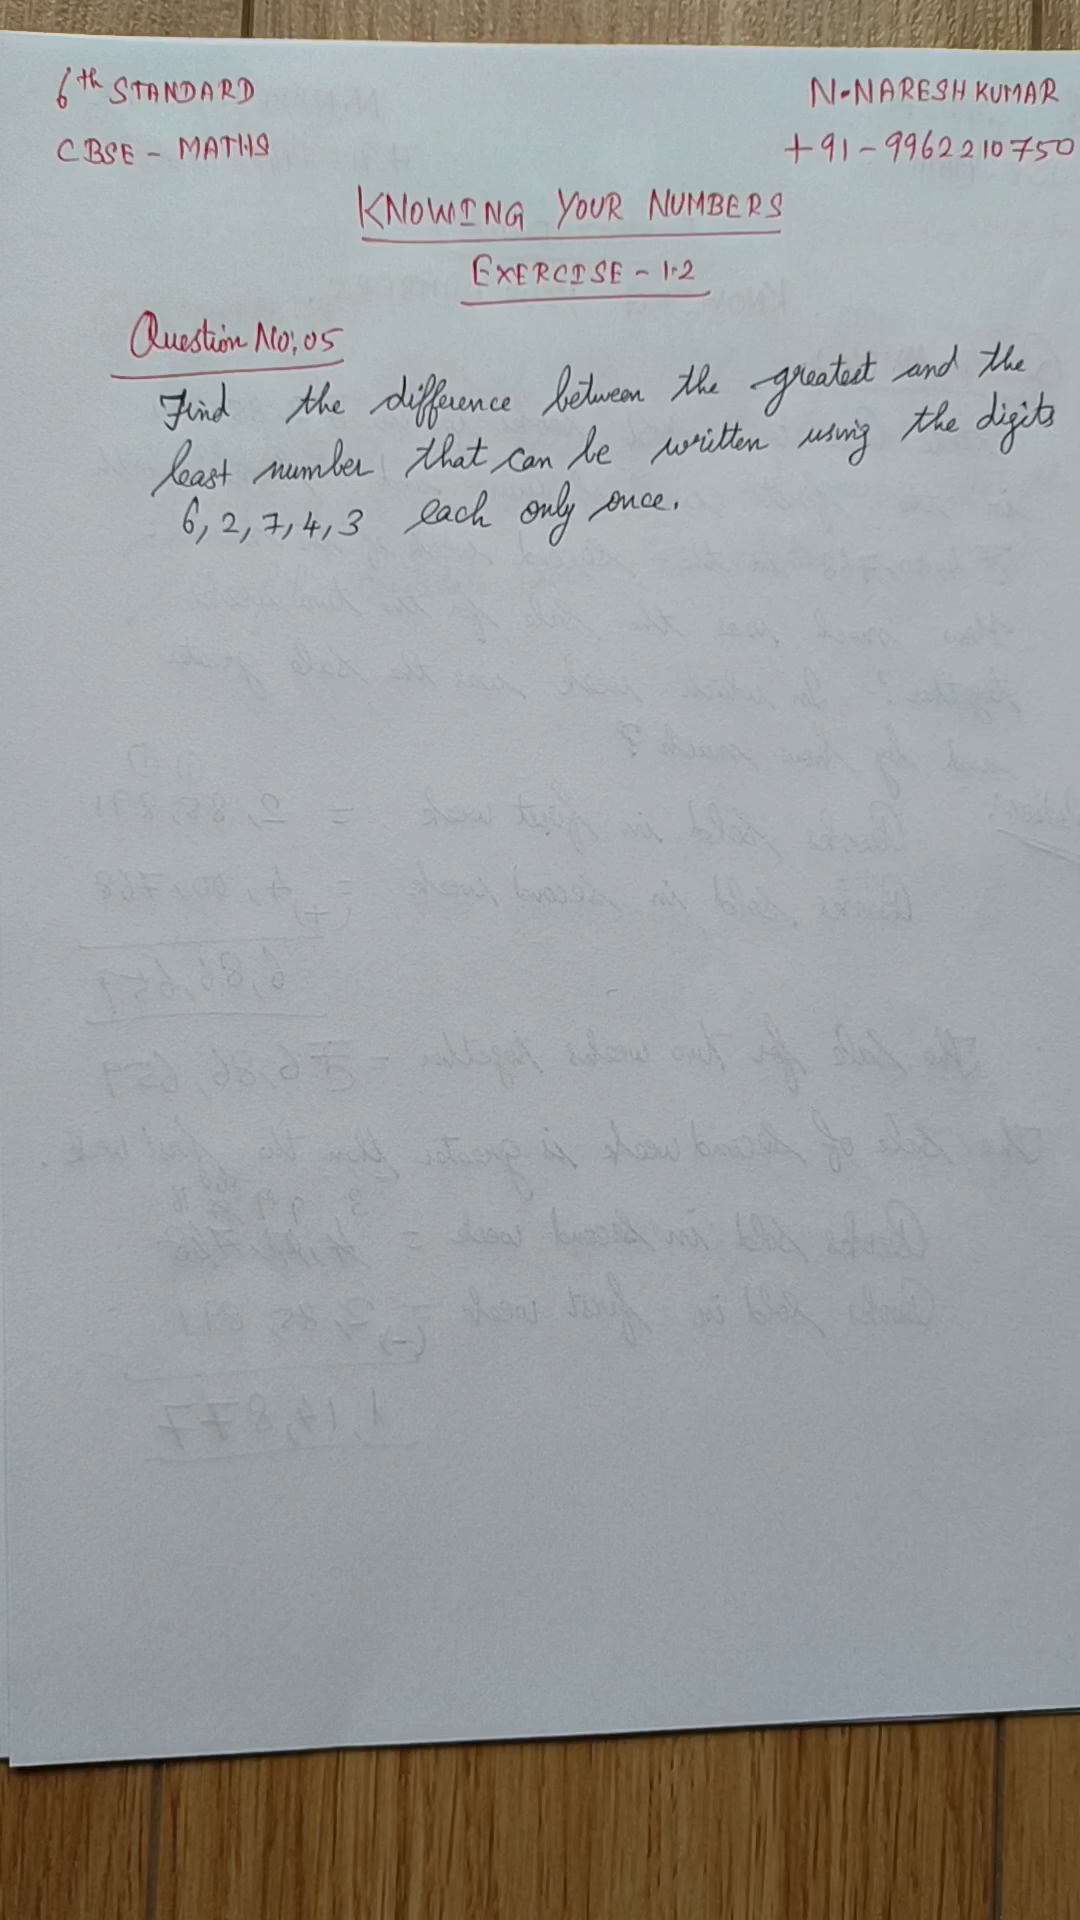 6th STANDARD
CBSE - MATHS
N.NARESH KUMAR
+91-9962210750
KNOWING YOUR NUMBERS
EXERCISE - 1.2
Question No: 05
Find the difference between the greatest and the
least number that can be written using the digits
6, 2, 7, 4, 3 each only once.